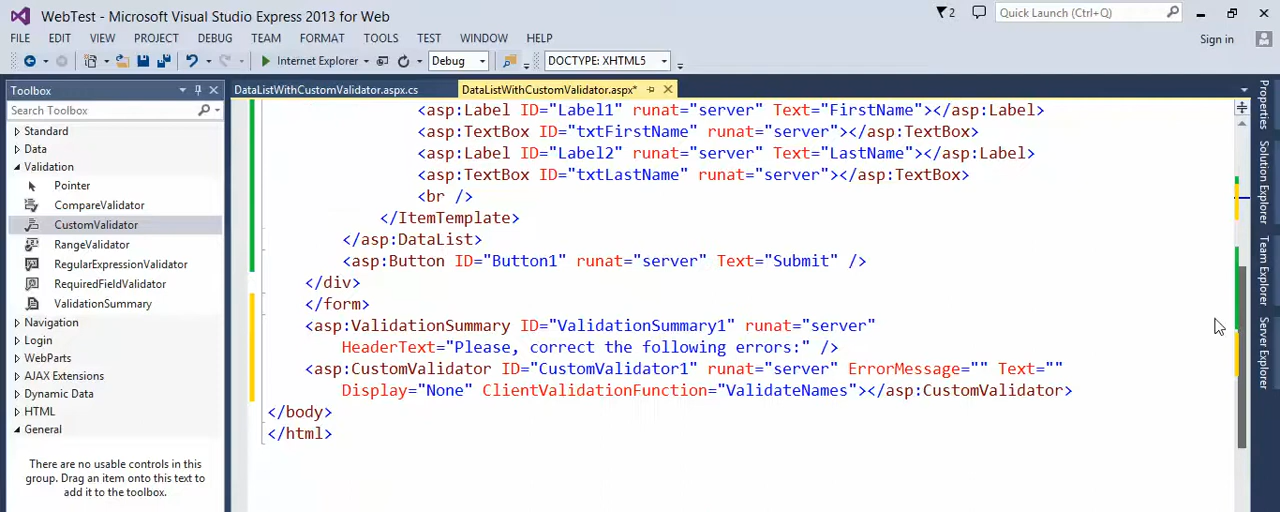 WebTest - Microsoft Visual Studio Express 2013 for Web
2
Quick Launch (Ctrl+Q)
FILE EDIT VIEW PROJECT DEBUG TEAM FORMAT TOOLS TEST WINDOW HELP
Sign in
Internet Explorer Debug DOCTYPE: XHTML5
Toolbox
Search Toolbox
Standard
Data
Validation
Pointer
CompareValidator
CustomValidator
RangeValidator
RegularExpressionValidator
RequiredFieldValidator
ValidationSummary
Navigation
Login
WebParts
AJAX Extensions
Dynamic Data
HTML
General
There are no usable controls in this
group. Drag an item onto this text to
add it to the toolbox.
DataListWithCustomValidator.aspx.cs DataListWithCustomValidator.aspx*
<asp:Label ID="Label1" runat="server" Text="FirstName"></asp:Label>
<asp:TextBox ID="txtFirstName" runat="server"></asp:TextBox>
<asp:Label ID="Label2" runat="server" Text="LastName"></asp:Label>
<asp:TextBox ID="txtLastName" runat="server"></asp:TextBox>
<br />
</ItemTemplate>
</asp:DataList>
<asp:Button ID="Button1" runat="server" Text="Submit" />
</div>
</form>
<asp:ValidationSummary ID="ValidationSummary1" runat="server"
HeaderText="Please, correct the following errors:" />
<asp:CustomValidator ID="CustomValidator1" runat="server" ErrorMessage="" Text=""
Display="None" ClientValidationFunction="ValidateNames"></asp:CustomValidator>
</body>
</html>
Properties
Solution Explorer
Team Explorer
Server Explorer